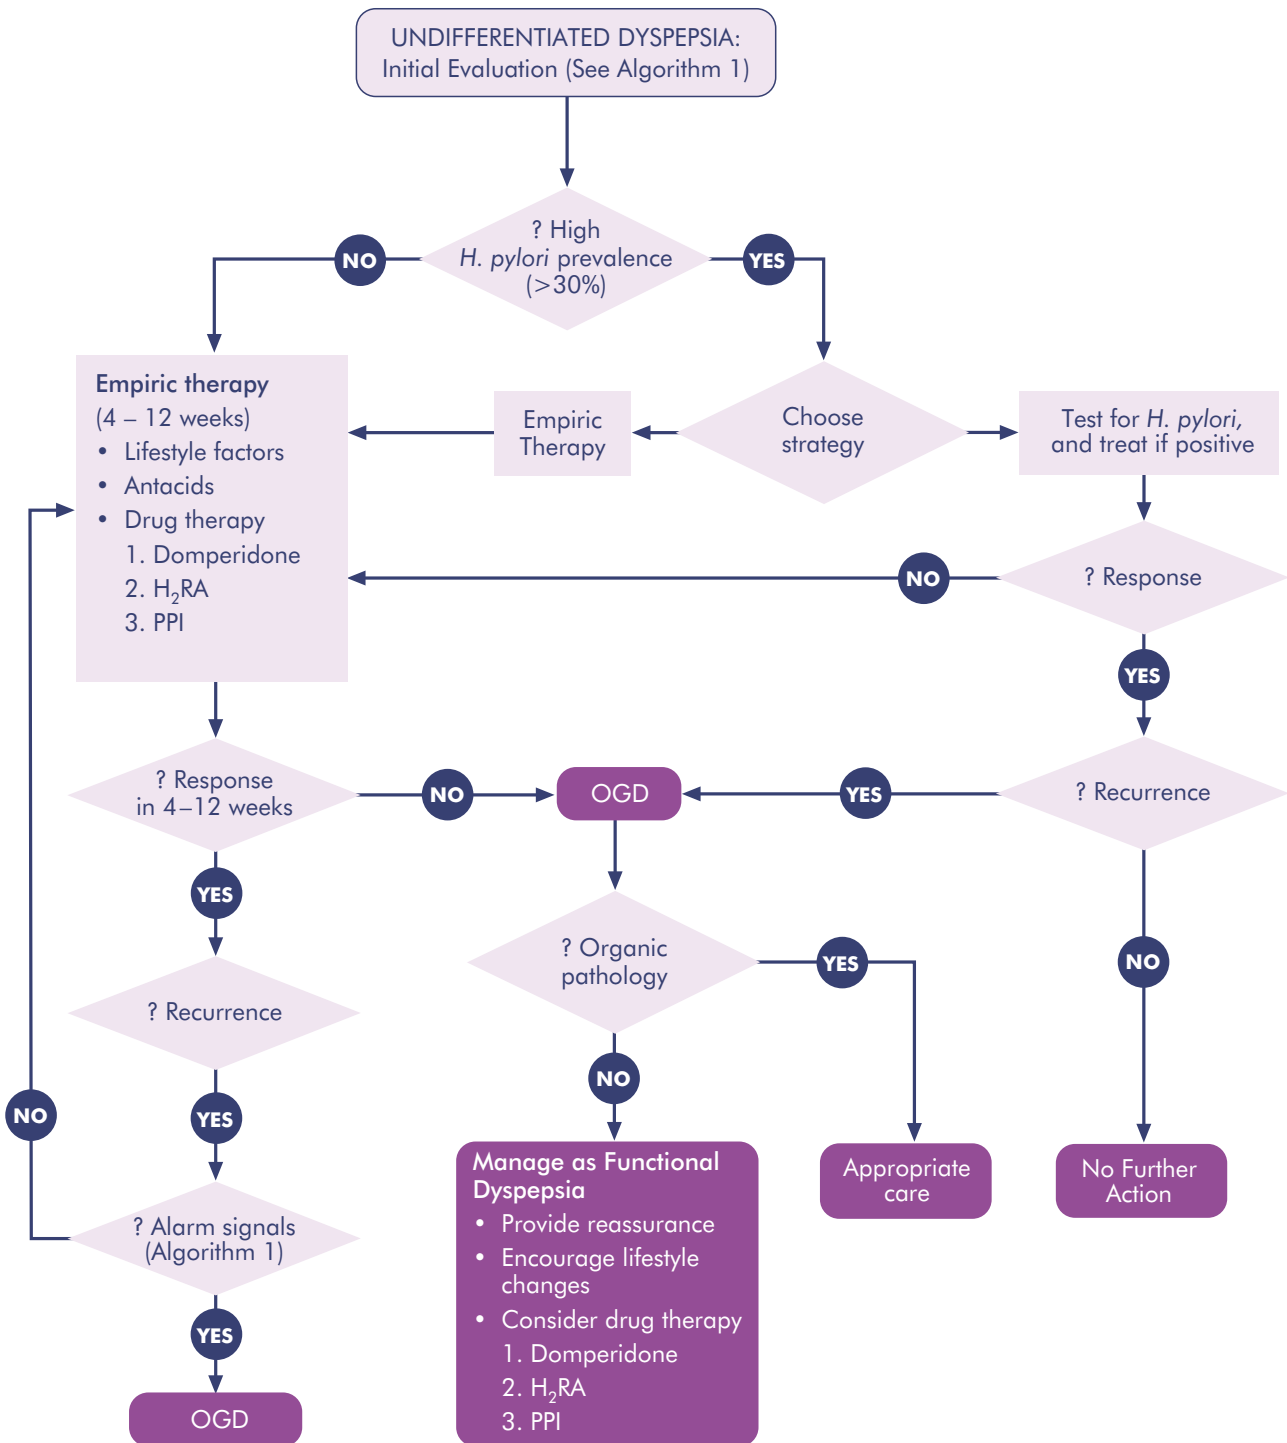 UNDIFFERENTIATED DYSPEPSIA:
Initial Evaluation (See Algorithm 1)
? High
H. pylori prevalence
(>30%)
NO
YES
Empiric therapy
(4 – 12 weeks)
• Lifestyle factors
• Antacids
• Drug therapy
1. Domperidone
2. H₂RA
3. PPI
Empiric
Therapy
Choose
strategy
Test for H. pylori,
and treat if positive
NO
? Response
YES
? Response
in 4–12 weeks
NO
OGD
YES
? Recurrence
YES
? Organic
pathology
YES
NO
? Recurrence
NO
NO
YES
Manage as Functional
Dyspepsia
• Provide reassurance
• Encourage lifestyle
changes
• Consider drug therapy
1. Domperidone
2. H₂RA
3. PPI
Appropriate
care
No Further
Action
? Alarm signals
(Algorithm 1)
YES
OGD